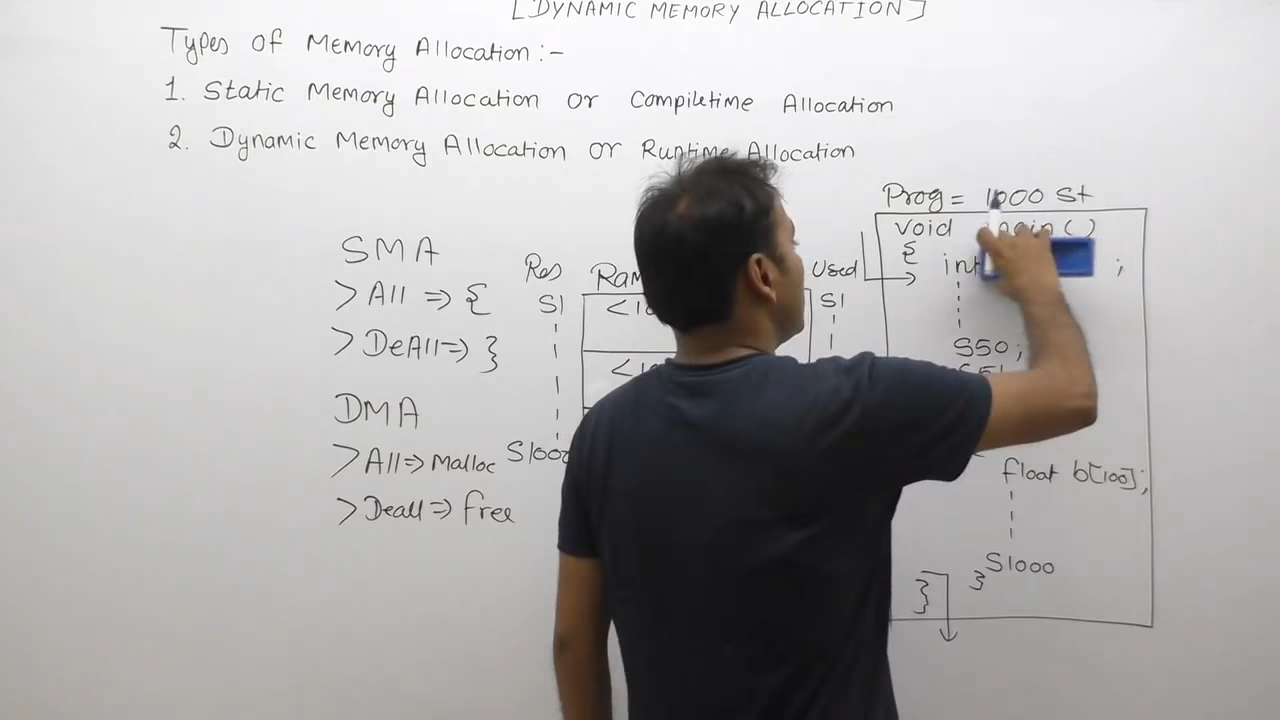 [DYNAMIC MEMORY ALLOCATION]
Types of Memory Allocation :-
1. Static Memory Allocation or Compiletime Allocation
2. Dynamic Memory Allocation or Runtime Allocation
SMA
> All => {
> DeAll => }
DMA
> All => Malloc
> Deall => free
Res
S1
S1000
Used
S1
Prog = 1000 St
void main()
{ int ;
S50;
float b[100];
S1000
}
}